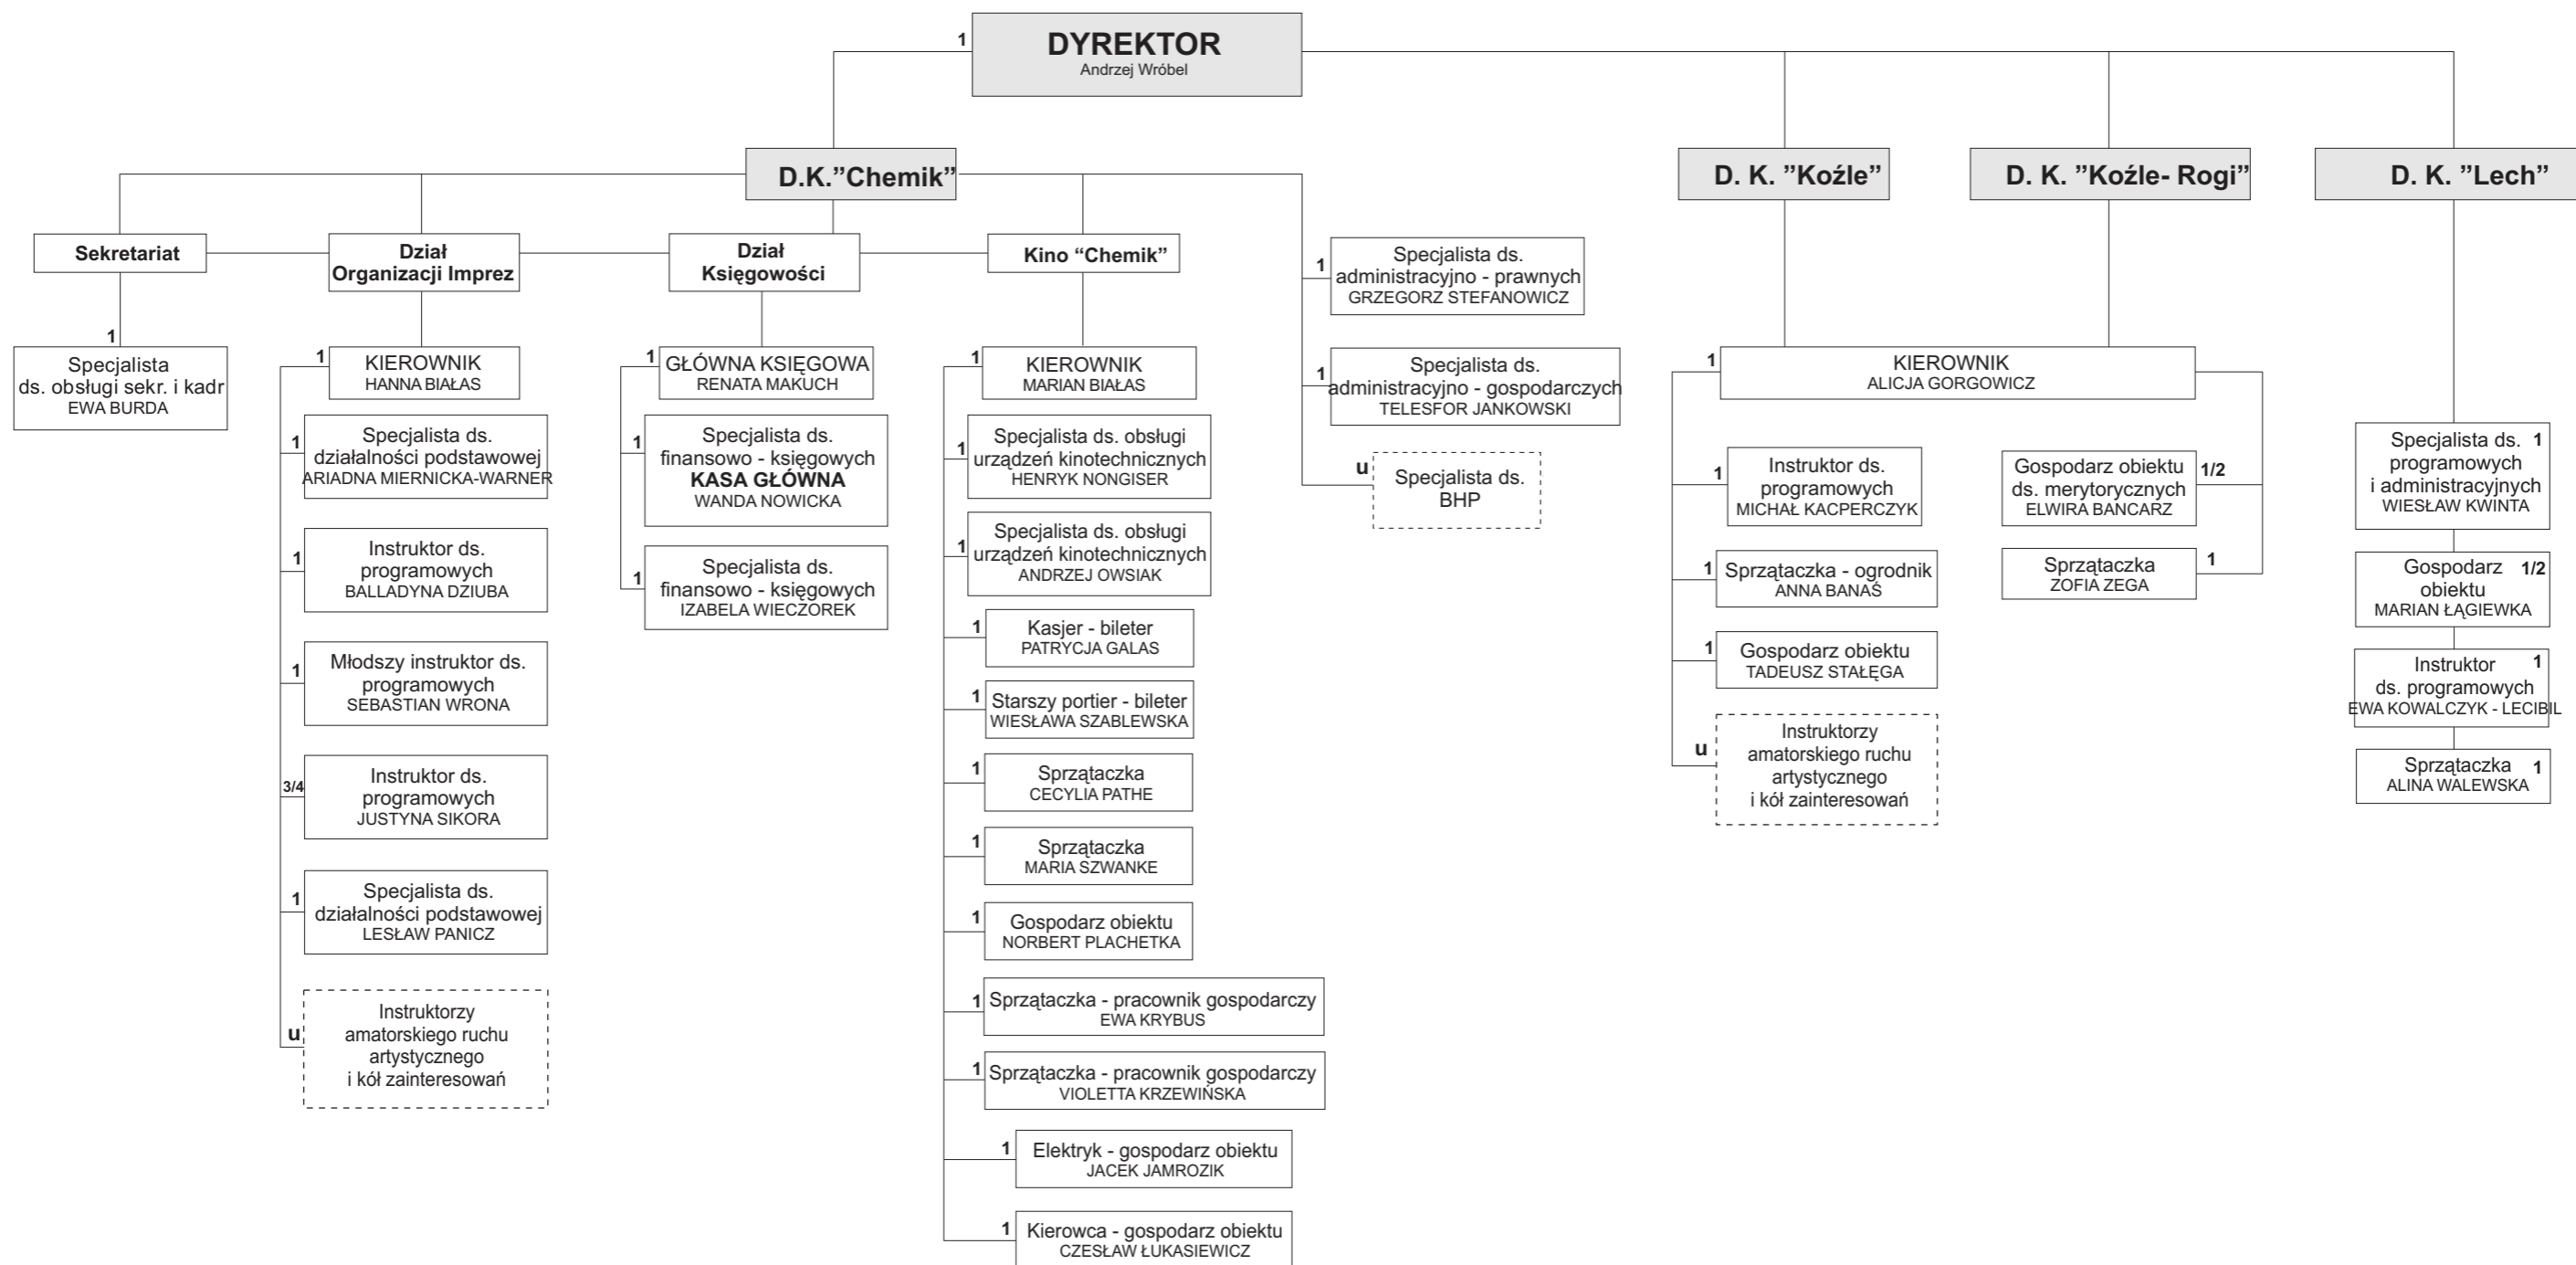 1
DYREKTOR
Andrzej Wróbel
D.K."Chemik"
D. K. "Koźle"
D. K. "Koźle- Rogi"
D. K. "Lech"
Sekretariat
Dział
Organizacji Imprez
Dział
Księgowości
Kino "Chemik"
1
Specjalista
ds. obsługi sekr. i kadr
EWA BURDA
1
KIEROWNIK
HANNA BIAŁAS
1
Specjalista ds.
działalności podstawowej
ARIADNA MIERNICKA-WARNER
1
Instruktor ds.
programowych
BALLADYNA DZIUBA
1
Młodszy instruktor ds.
programowych
SEBASTIAN WRONA
3/4
Instruktor ds.
programowych
JUSTYNA SIKORA
1
Specjalista ds.
działalności podstawowej
LESŁAW PANICZ
u
Instruktorzy
amatorskiego ruchu
artystycznego
i kół zainteresowań
1
GŁÓWNA KSIĘGOWA
RENATA MAKUCH
1
Specjalista ds.
finansowo - księgowych
KASA GŁÓWNA
WANDA NOWICKA
1
Specjalista ds.
finansowo - księgowych
IZABELA WIECZOREK
1
KIEROWNIK
MARIAN BIAŁAS
1
Specjalista ds. obsługi
urządzeń kinotechnicznych
HENRYK NONGISER
1
Specjalista ds. obsługi
urządzeń kinotechnicznych
ANDRZEJ OWSIAK
1
Kasjer - bileter
PATRYCJA GALAS
1
Starszy portier - bileter
WIESŁAWA SZABLEWSKA
1
Sprzątaczka
CECYLIA PATHE
1
Sprzątaczka
MARIA SZWANKE
1
Gospodarz obiektu
NORBERT PLACHETKA
1
Sprzątaczka - pracownik gospodarczy
EWA KRYBUS
1
Sprzątaczka - pracownik gospodarczy
VIOLETTA KRZEWIŃSKA
1
Elektryk - gospodarz obiektu
JACEK JAMROZIK
1
Kierowca - gospodarz obiektu
CZESŁAW ŁUKASIEWICZ
1
Specjalista ds.
administracyjno - prawnych
GRZEGORZ STEFANOWICZ
1
Specjalista ds.
administracyjno - gospodarczych
TELESFOR JANKOWSKI
u
Specjalista ds.
BHP
1
KIEROWNIK
ALICJA GORGOWICZ
1
Instruktor ds.
programowych
MICHAŁ KACPERCZYK
1
Sprzątaczka - ogrodnik
ANNA BANAŚ
1
Gospodarz obiektu
TADEUSZ STAŁĘGA
u
Instruktorzy
amatorskiego ruchu
artystycznego
i kół zainteresowań
Gospodarz obiektu 1/2
ds. merytorycznych
ELWIRA BANCARZ
Sprzątaczka 1
ZOFIA ZEGA
Specjalista ds. 1
programowych
i administracyjnych
WIESŁAW KWINTA
Gospodarz 1/2
obiektu
MARIAN ŁĄGIEWKA
Instruktor 1
ds. programowych
EWA KOWALCZYK - LECIBIL
Sprzątaczka 1
ALINA WALEWSKA